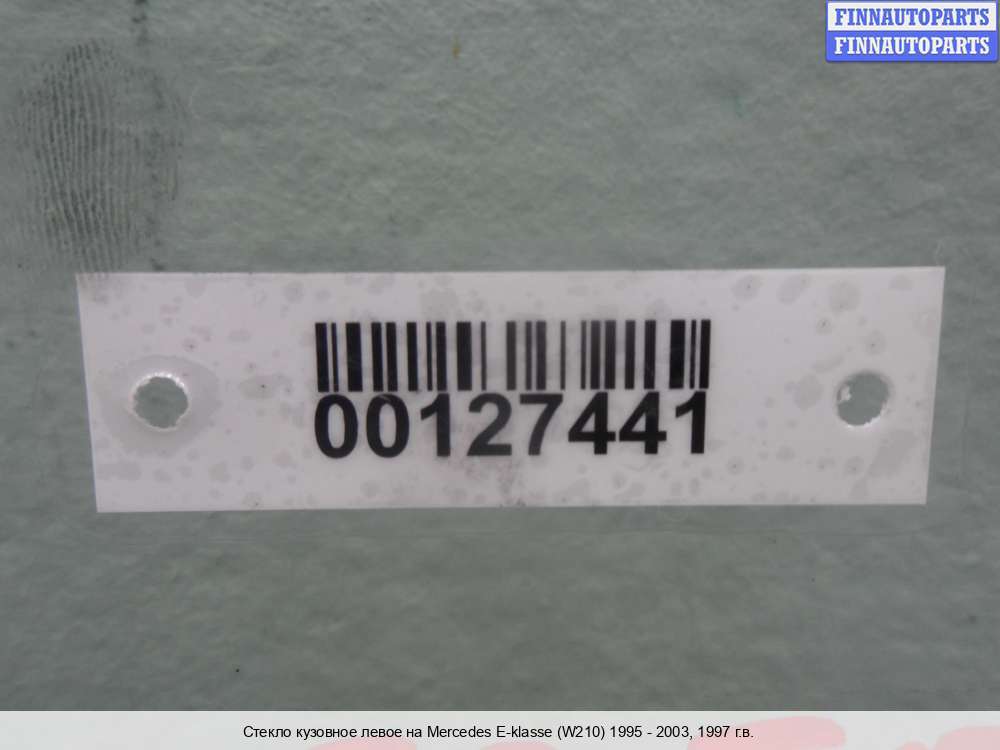 FINNAUTOPARTS
FINNAUTOPARTS
00127441
Стекло кузовное левое на Mercedes E-klasse (W210) 1995 - 2003, 1997 г.в.